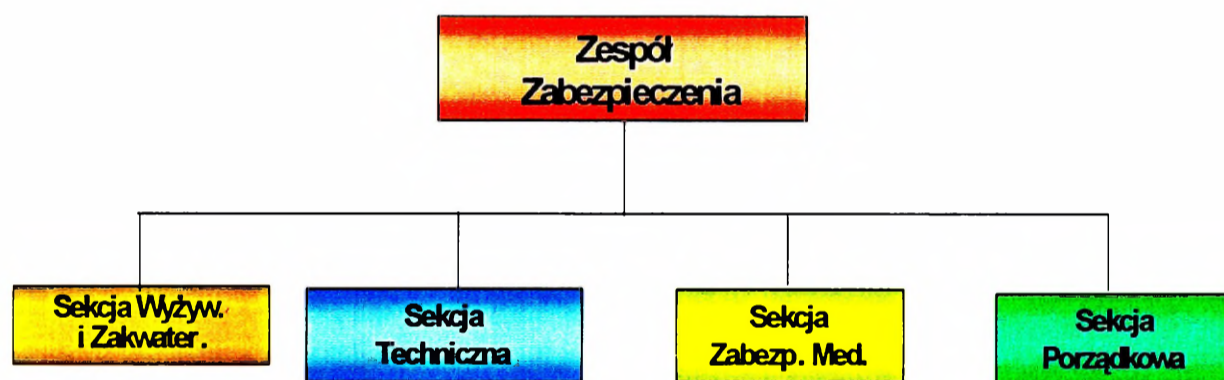 Zespół
Zabezpieczenia
Sekcja Wyżyw.
i Zakwater.
Sekcja
Techniczna
Sekcja
Zabezp. Med.
Sekcja
Porządkowa